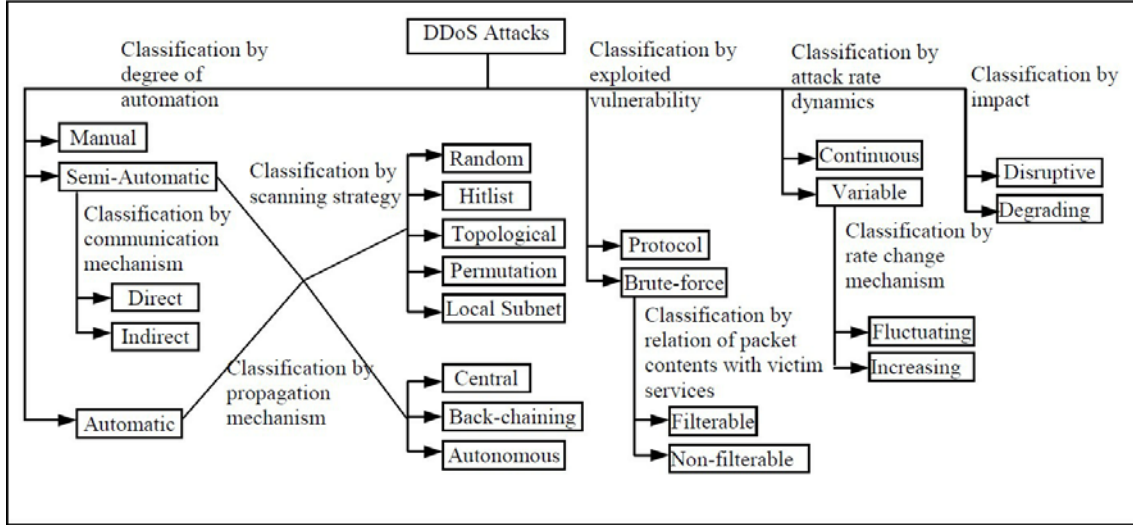 DDoS Attacks
Classification by
degree of
automation
Manual
Semi-Automatic
Classification by
communication
mechanism
Direct
Indirect
Automatic
Classification by
scanning strategy
Random
Hitlist
Topological
Permutation
Local Subnet
Classification by
propagation
mechanism
Central
Back-chaining
Autonomous
Classification by
exploited
vulnerability
Protocol
Brute-force
Classification by
relation of packet
contents with victim
services
Filterable
Non-filterable
Classification by
attack rate
dynamics
Continuous
Variable
Classification by
rate change
mechanism
Fluctuating
Increasing
Classification by
impact
Disruptive
Degrading